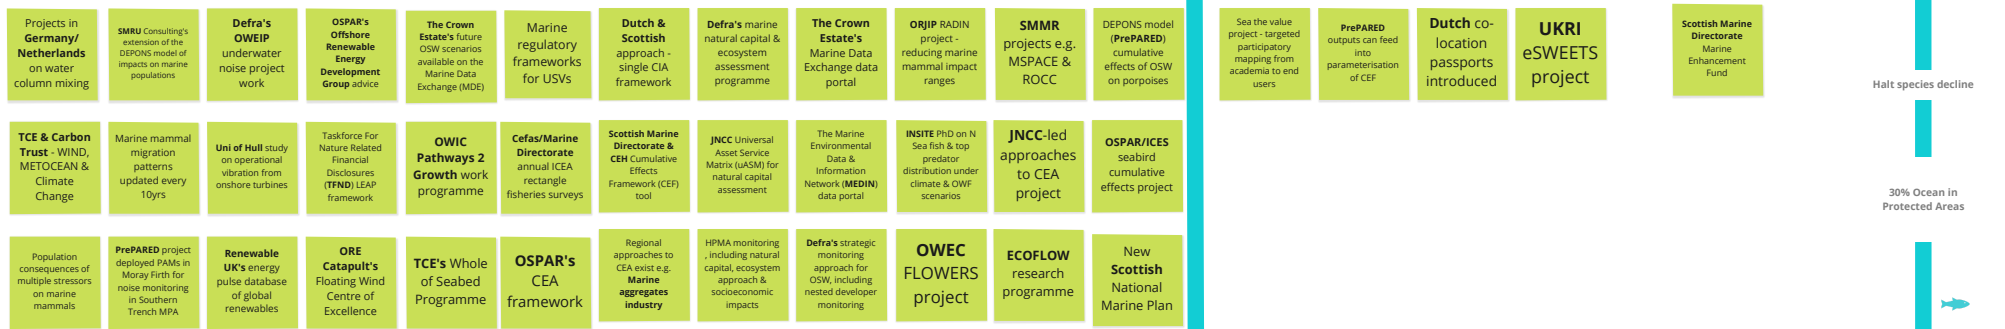 Projects in
Germany/
Netherlands
on water
column mixing
SMRU Consulting's
extension of the
DEPONS model of
impacts on marine
populations
Defra's
OWEIP
underwater
noise project
work
OSPAR's
Offshore
Renewable
Energy
Development
Group advice
The Crown
Estate's future
OSW scenarios
available on the
Marine Data
Exchange (MDE)
Marine
regulatory
frameworks
for USVs
Dutch &
Scottish
approach -
single CIA
framework
Defra's marine
natural capital &
ecosystem
assessment
programme
The Crown
Estate's
Marine Data
Exchange data
portal
ORJIP RADIN
project -
reducing marine
mammal impact
ranges
SMMR
projects e.g.
MSPACE &
ROCC
DEPONS model
(PrePARED)
cumulative
effects of OSW
on porpoises
Sea the value
project - targeted
participatory
mapping from
academia to end
users
PrePARED
outputs can feed
into
parameterisation
of CEF
Dutch co-
location
passports
introduced
UKRI
eSWEETS
project
Scottish Marine
Directorate
Marine
Enhancement
Fund
Halt species decline
TCE & Carbon
Trust - WIND,
METOCEAN &
Climate
Change
Marine mammal
migration
patterns
updated every
10yrs
Uni of Hull study
on operational
vibration from
onshore turbines
Taskforce For
Nature Related
Financial
Disclosures
(TFND) LEAP
framework
OWIC
Pathways 2
Growth work
programme
Cefas/Marine
Directorate
annual ICEA
rectangle
fisheries surveys
Scottish Marine
Directorate &
CEH Cumulative
Effects
Framework (CEF)
tool
JNCC Universal
Asset Service
Matrix (uASM) for
natural capital
assessment
The Marine
Environmental
Data &
Information
Network (MEDIN)
data portal
INSITE PhD on N
Sea fish & top
predator
distribution under
climate & OWF
scenarios
JNCC-led
approaches
to CEA
project
OSPAR/ICES
seabird
cumulative
effects project
30% Ocean in
Protected Areas
Population
consequences of
multiple stressors
on marine
mammals
PrePARED project
deployed PAMs in
Moray Firth for
noise monitoring
in Southern
Trench MPA
Renewable
UK's energy
pulse database
of global
renewables
ORE
Catapult's
Floating Wind
Centre of
Excellence
TCE's Whole
of Seabed
Programme
OSPAR's
CEA
framework
Regional
approaches to
CEA exist e.g.
Marine
aggregates
industry
HPMA monitoring
, including natural
capital, ecosystem
approach &
socioeconomic
impacts
Defra's strategic
monitoring
approach for
OSW, including
nested developer
monitoring
OWEC
FLOWERS
project
ECOFLOW
research
programme
New
Scottish
National
Marine Plan